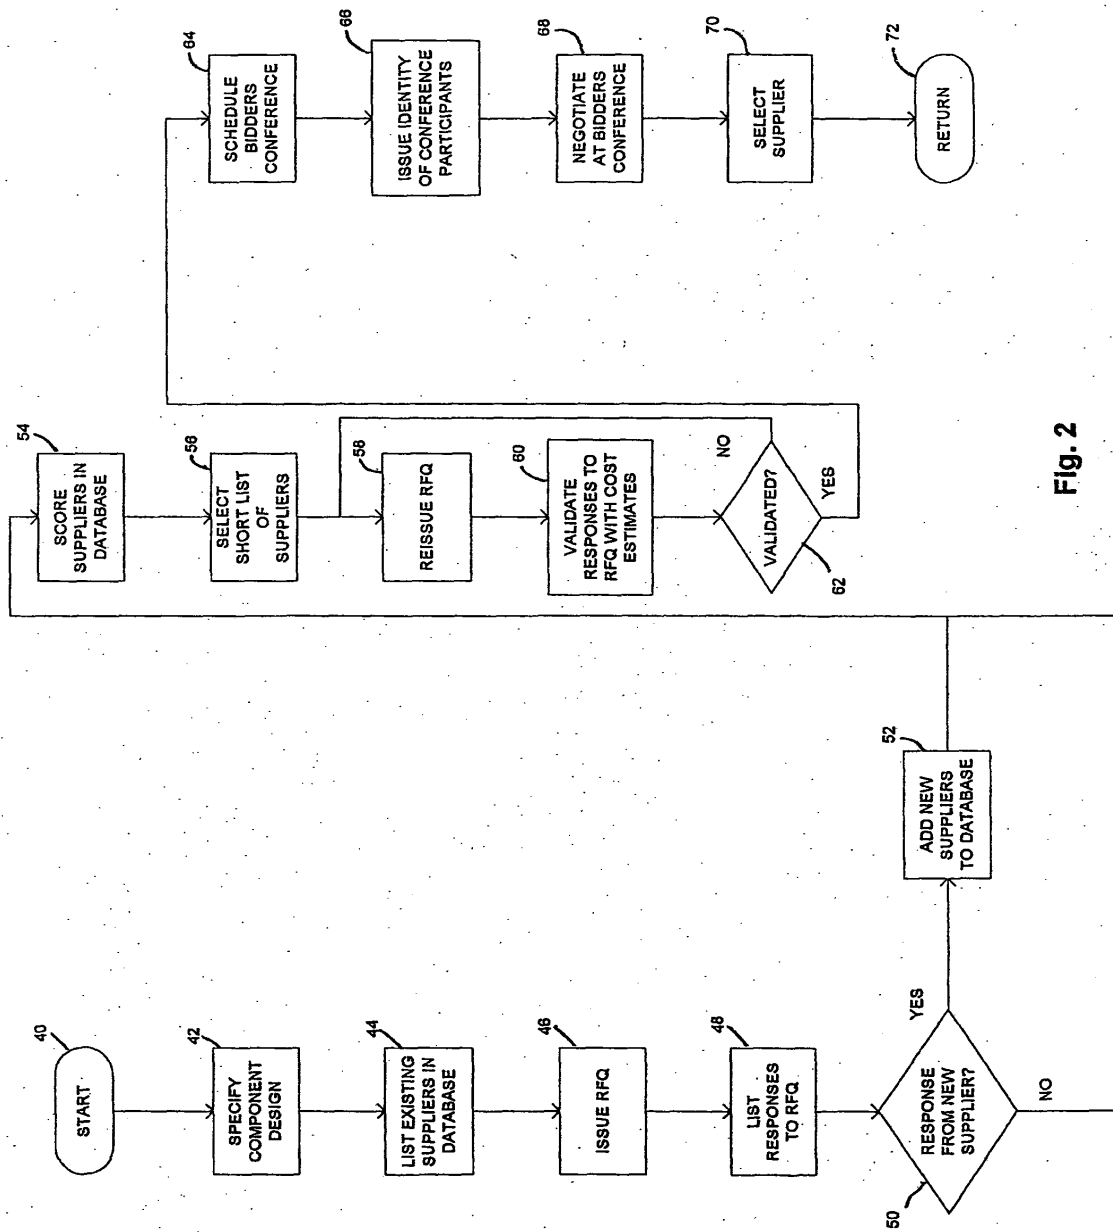 40
START
42
SPECIFY
COMPONENT
DESIGN
44
LIST EXISTING
SUPPLIERS IN
DATABASE
46
ISSUE RFQ
48
LIST
RESPONSES
TO RFQ
50
RESPONSE
FROM NEW
SUPPLIER?
YES
NO
52
ADD NEW
SUPPLIERS
TO DATABASE
54
SCORE
SUPPLIERS IN
DATABASE
56
SELECT
SHORT LIST
OF
SUPPLIERS
58
REISSUE RFQ
60
VALIDATE
RESPONSES TO
RFQ WITH COST
ESTIMATES
62
VALIDATED?
NO
YES
64
SCHEDULE
BIDDERS
CONFERENCE
66
ISSUE IDENTITY
OF CONFERENCE
PARTICIPANTS
68
NEGOTIATE
AT BIDDERS
CONFERENCE
70
SELECT
SUPPLIER
72
RETURN
Fig. 2